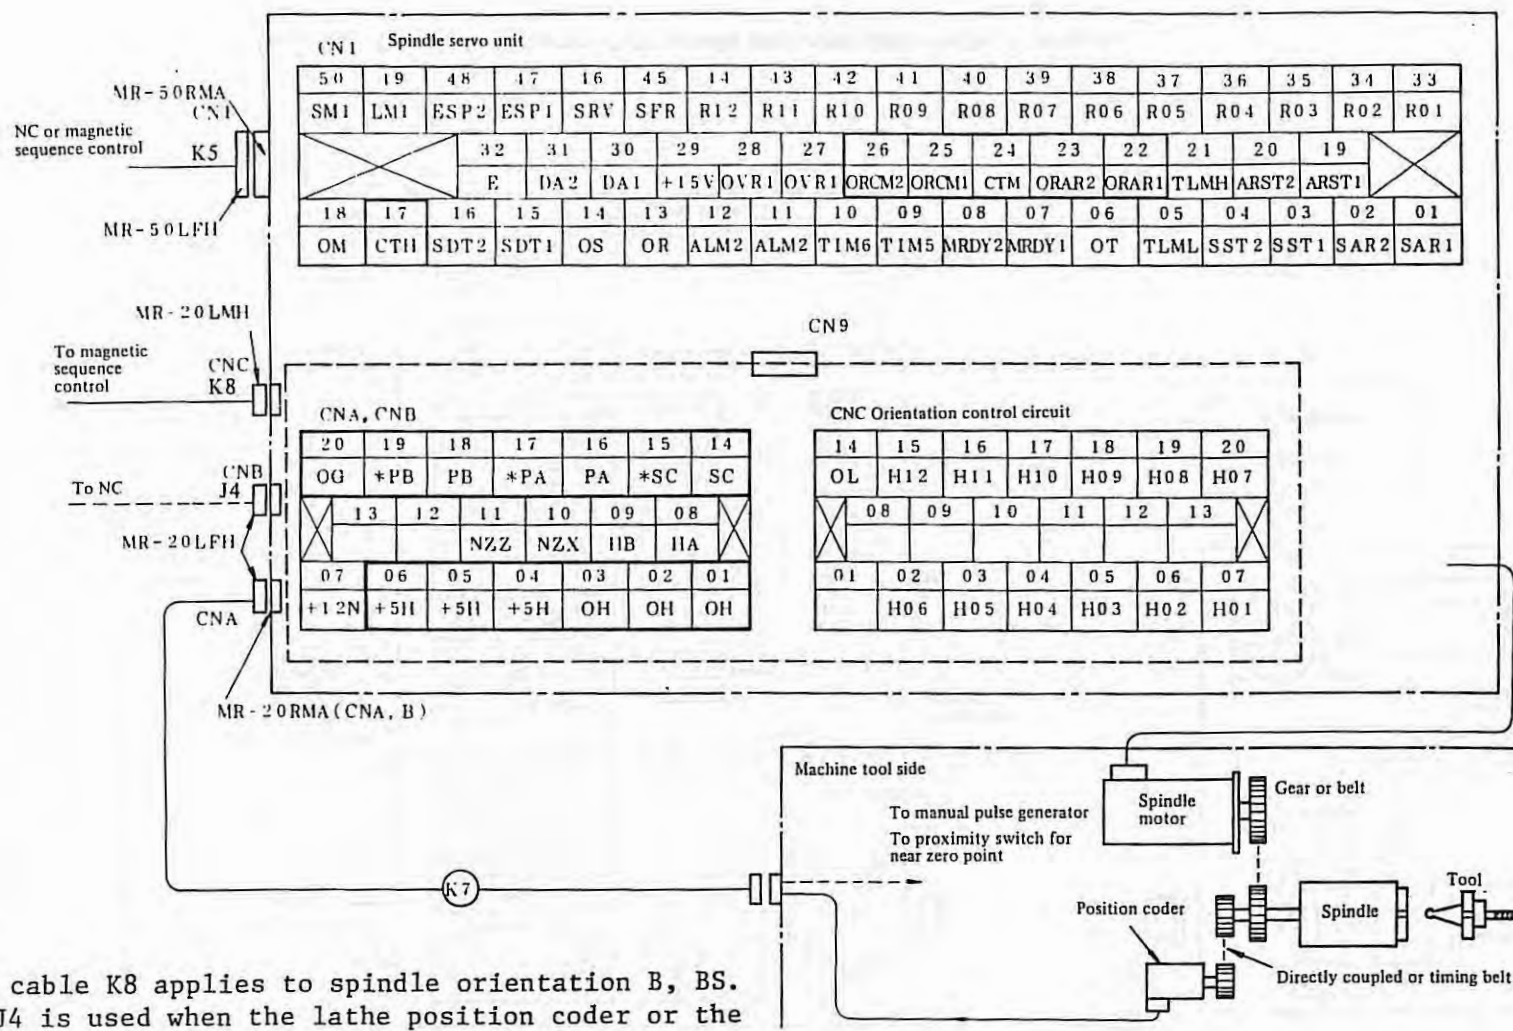 CN1 Spindle servo unit
50 49 48 47 46 45 44 43 42 41 40 39 38 37 36 35 34 33
SM1 LM1 ESP2 ESP1 SRV SFR R12 R11 R10 R09 R08 R07 R06 R05 R04 R03 R02 R01
32 31 30 29 28 27 26 25 24 23 22 21 20 19
E DA2 DA1 +15V OVR1 OVR1 ORCM2 ORCM1 CTM ORAR2 ORAR1 TLMH ARST2 ARST1
18 17 16 15 14 13 12 11 10 09 08 07 06 05 04 03 02 01
OM CTH SDT2 SDT1 OS OR ALM2 ALM2 TIM6 TIM5 MRDY2 MRDY1 OT TLML SST2 SST1 SAR2 SAR1
MR-50RMA
CN1
NC or magnetic
sequence control
K5
MR-50LFH
MR-20LMH
To magnetic
sequence
control
CNC
K8
CNB
To NC
J4
MR-20LFH
CNA
MR-20RMA(CNA, B)
CN9
CNA, CNB
20 19 18 17 16 15 14
OG *PB PB *PA PA *SC SC
13 12 11 10 09 08
NZZ NZX HB HA
07 06 05 04 03 02 01
+12N +5H +5H +5H OH OH OH
CNC Orientation control circuit
14 15 16 17 18 19 20
OL H12 H11 H10 H09 H08 H07
08 09 10 11 12 13
01 02 03 04 05 06 07
H06 H05 H04 H03 H02 H01
Machine tool side
To manual pulse generator
To proximity switch for
near zero point
K7
Spindle
motor
Gear or belt
Position coder
Spindle
Tool
Directly coupled or timing belt
cable K8 applies to spindle orientation B, BS.
J4 is used when the lathe position coder or the